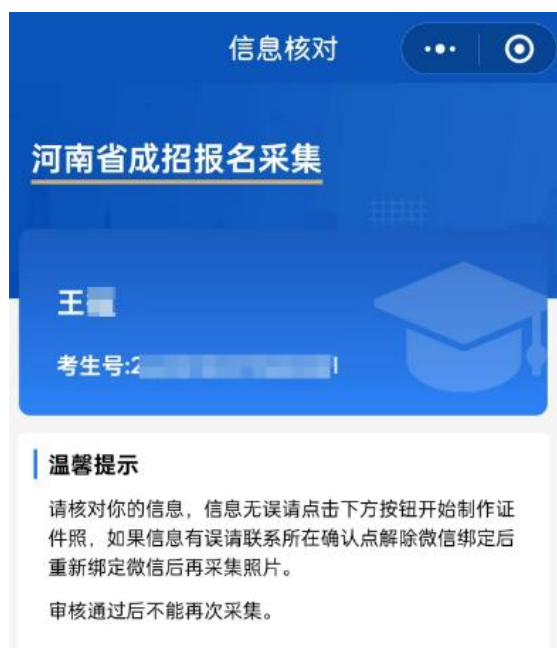 信息核对
河南省成招报名采集
王
考生号:2
温馨提示
请核对你的信息，信息无误请点击下方按钮开始制作证
件照，如果信息有误请联系所在确认点解除微信绑定后
重新绑定微信后再采集照片。
审核通过后不能再次采集。